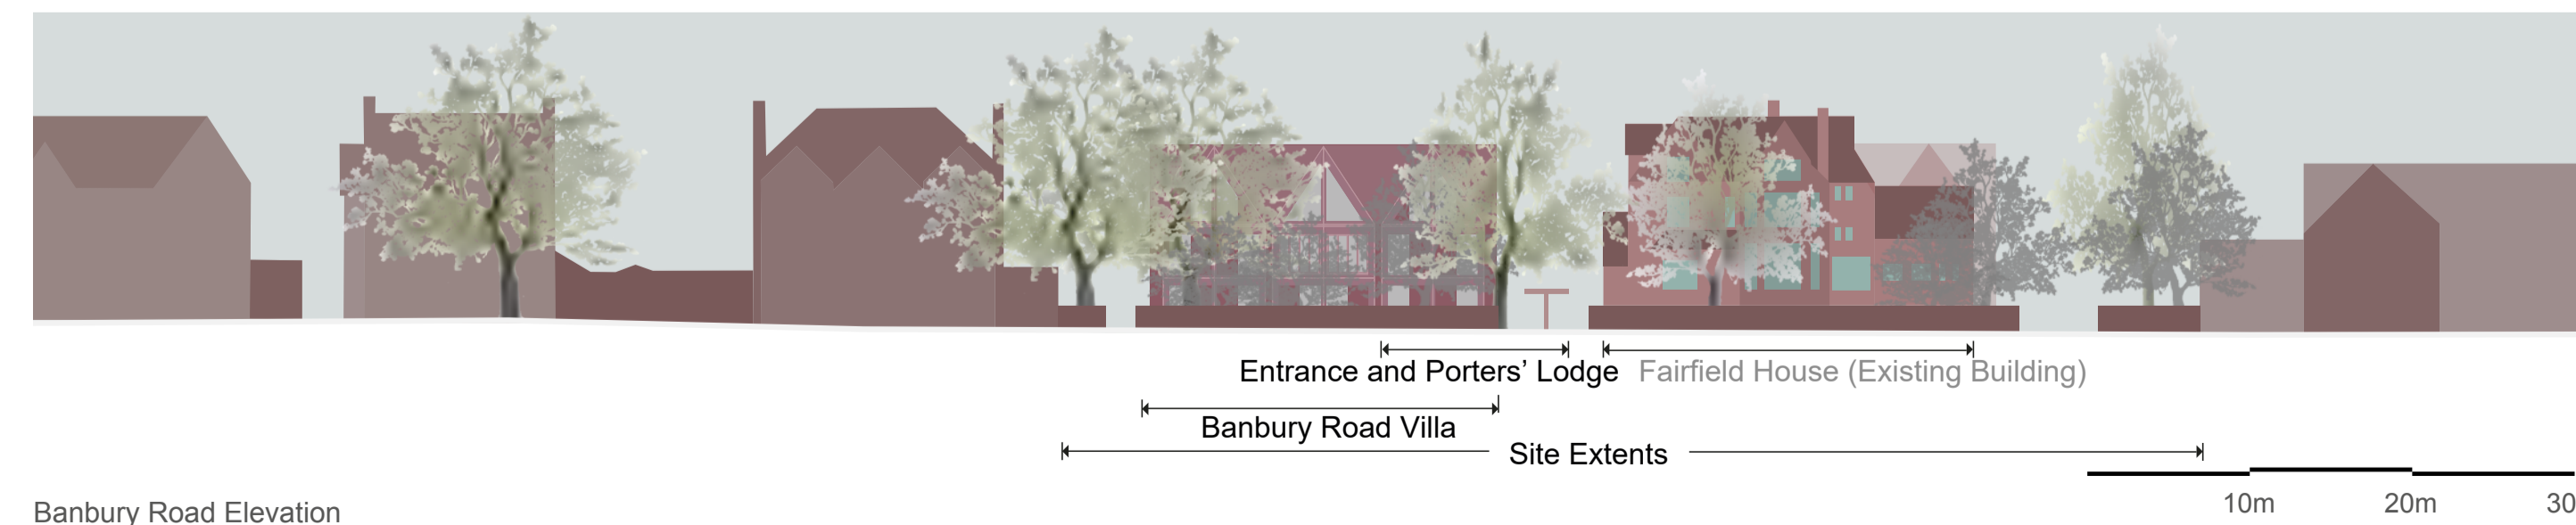 Entrance and Porters’ Lodge
Fairfield House (Existing Building)
Banbury Road Villa
Site Extents
10m
20m
30
Banbury Road Elevation